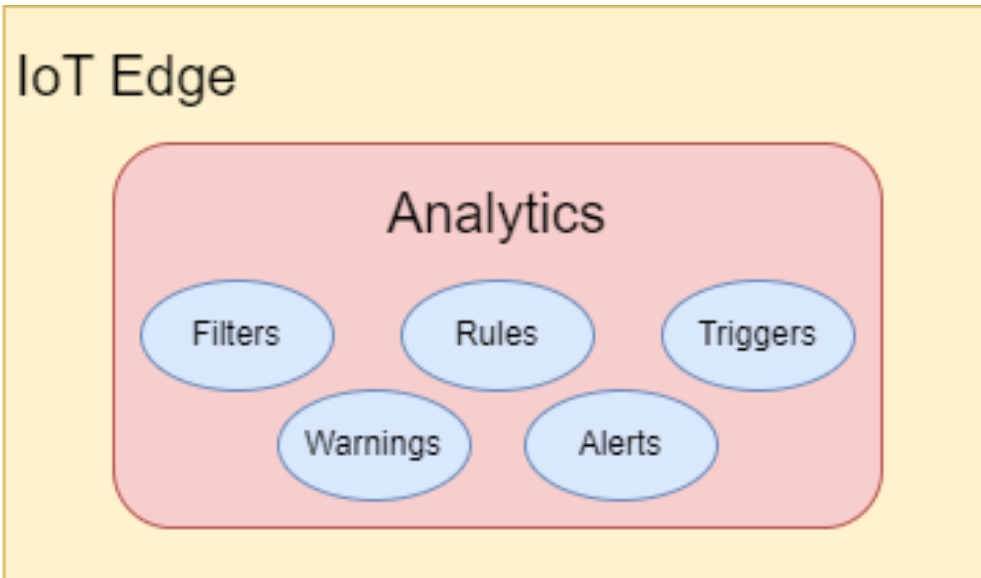 IoT Edge
Analytics
Filters
Rules
Triggers
Warnings
Alerts